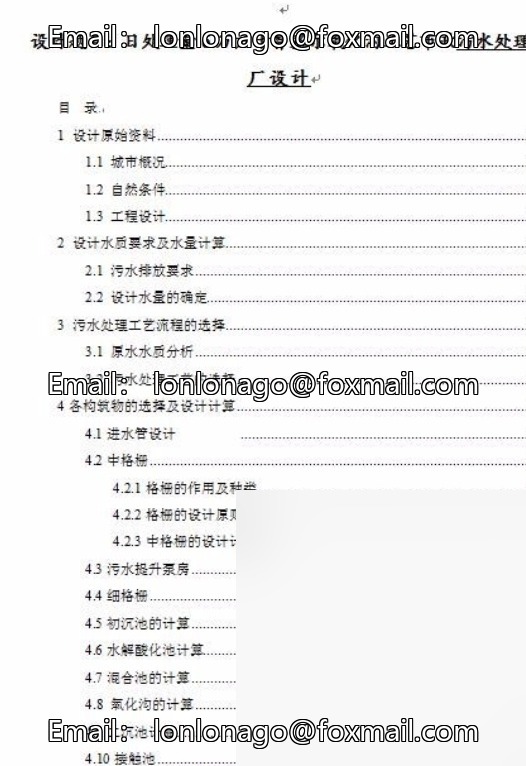 Email： lonlonago@foxmail.com
厂设计
目 录
1 设计原始资料
1.1 城市概况
1.2 自然条件
1.3 工程设计
2 设计水质要求及水量计算
2.1 污水排放要求
2.2 设计水量的确定
3 污水处理工艺流程的选择
3.1 原水水质分析
Email： lonlonago@foxmail.com
4 各构筑物的选择及设计计算
4.1 进水管设计
4.2 中格栅
4.2.1 格栅的作用及种类
4.2.2 格栅的设计原则
4.2.3 中格栅的设计
4.3 污水提升泵房
4.4 细格栅
4.5 初沉池的计算
4.6 水解酸化池计算
4.7 混合池的计算
4.8 氧化沟的计算
Email： lonlonago@foxmail.com
4.10 接触池